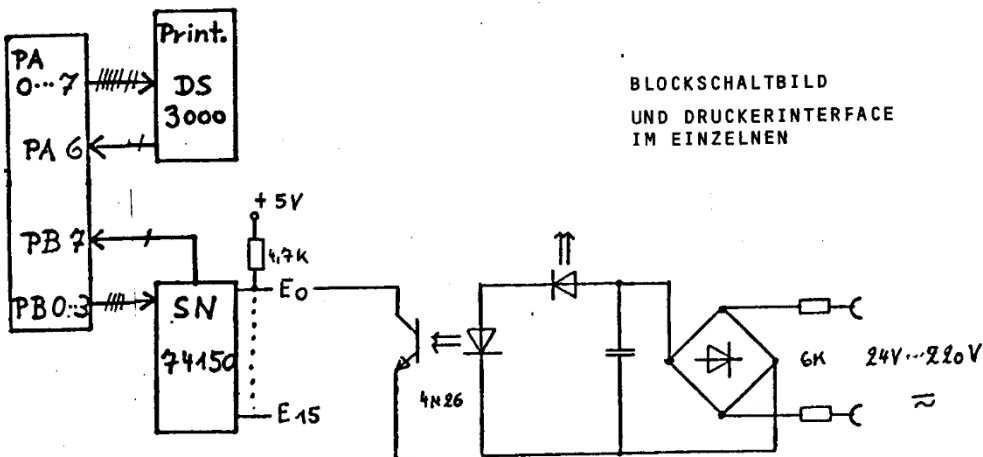 PA
0...7
Print.
DS
3000
PA 6
PB 7
PB 0..3
SN
74150
+ 5V
4,7K
E0
E15
4N26
6K
24V...220V
≂
BLOCKSCHALTBILD
UND DRUCKERINTERFACE
IM EINZELNEN